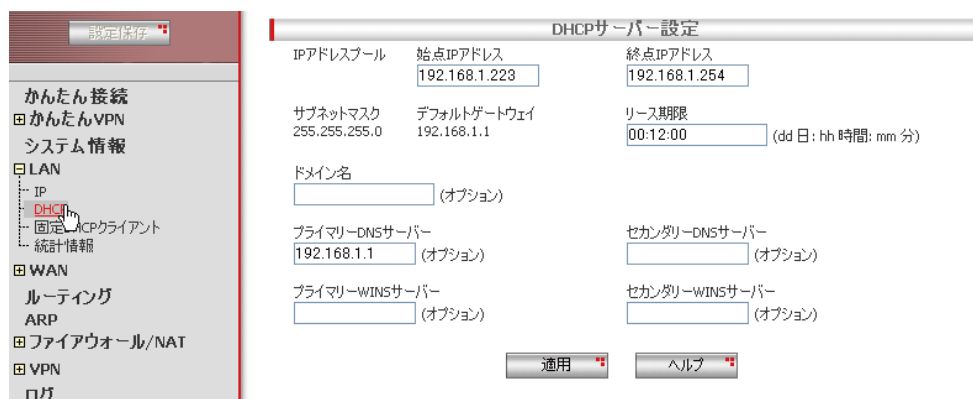 設定保存
かんたん接続
かんたんVPN
システム情報
LAN
IP
DHCP
固定DHCPクライアント
統計情報
WAN
ルーティング
ARP
ファイアウォール/NAT
VPN
ログ
DHCPサーバー設定
IPアドレスプール 始点IPアドレス 終点IPアドレス
192.168.1.223 192.168.1.254
サブネットマスク デフォルトゲートウェイ リース期限
255.255.255.0 192.168.1.1 00:12:00 (dd 日: hh 時間: mm 分)
ドメイン名
(オプション)
プライマリーDNSサーバー セカンダリーDNSサーバー
192.168.1.1 (オプション) (オプション)
プライマリーWINSサーバー セカンダリーWINSサーバー
(オプション) (オプション)
適用 ヘルプ